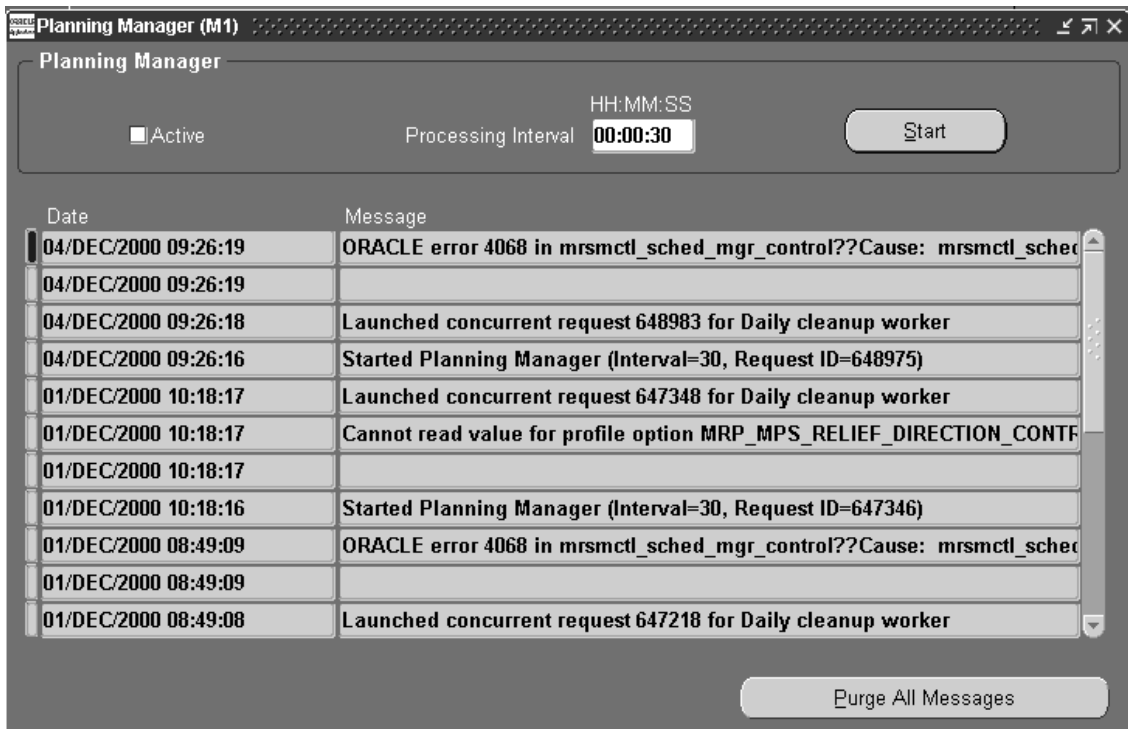 ORACLE Applications Planning Manager (M1)
Planning Manager
HH:MM:SS
Active Processing Interval 00:00:30 Start
Date Message
04/DEC/2000 09:26:19 ORACLE error 4068 in mrsmctl_sched_mgr_control??Cause: mrsmctl_sched
04/DEC/2000 09:26:19
04/DEC/2000 09:26:18 Launched concurrent request 648983 for Daily cleanup worker
04/DEC/2000 09:26:16 Started Planning Manager (Interval=30, Request ID=648975)
01/DEC/2000 10:18:17 Launched concurrent request 647348 for Daily cleanup worker
01/DEC/2000 10:18:17 Cannot read value for profile option MRP_MPS_RELIEF_DIRECTION_CONTR
01/DEC/2000 10:18:17
01/DEC/2000 10:18:16 Started Planning Manager (Interval=30, Request ID=647346)
01/DEC/2000 08:49:09 ORACLE error 4068 in mrsmctl_sched_mgr_control??Cause: mrsmctl_sched
01/DEC/2000 08:49:09
01/DEC/2000 08:49:08 Launched concurrent request 647218 for Daily cleanup worker
Purge All Messages